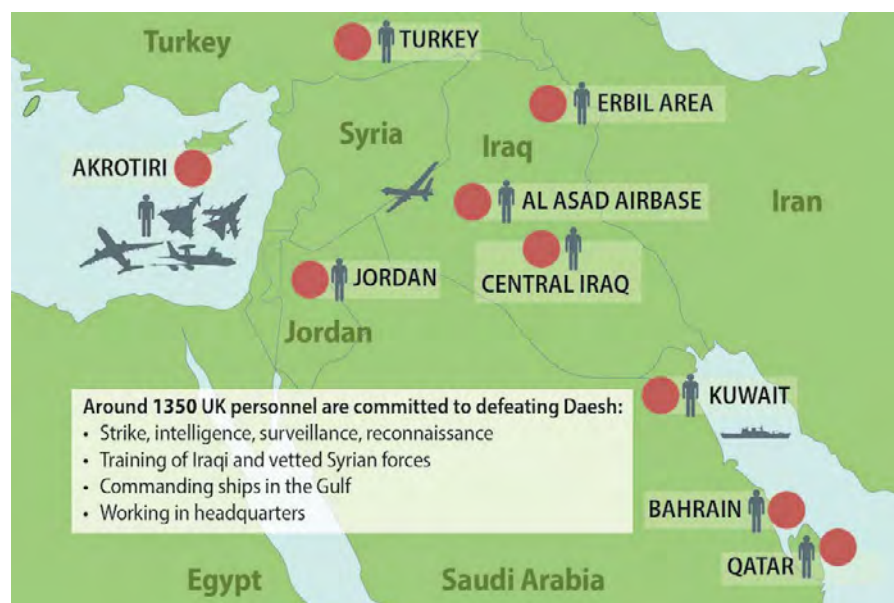 Turkey
TURKEY
ERBIL AREA
Syria
Iraq
AKROTIRI
AL ASAD AIRBASE
Iran
CENTRAL IRAQ
JORDAN
Jordan
KUWAIT
Around 1350 UK personnel are committed to defeating Daesh:
• Strike, intelligence, surveillance, reconnaissance
• Training of Iraqi and vetted Syrian forces
• Commanding ships in the Gulf
• Working in headquarters
BAHRAIN
QATAR
Egypt
Saudi Arabia